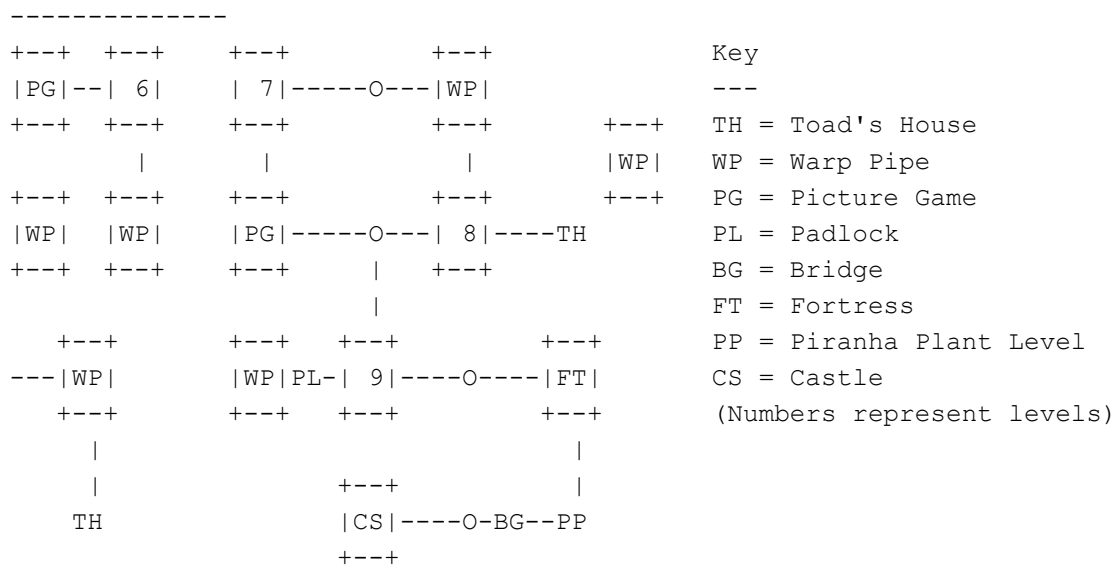 --------------
+--+  +--+    +--+         +--+              Key
|PG|--| 6|    | 7|-----O---|WP|              ---
+--+  +--+    +--+         +--+       +--+   TH = Toad's House
        |       |            |        |WP|   WP = Warp Pipe
+--+  +--+    +--+         +--+       +--+   PG = Picture Game
|WP|  |WP|    |PG|-----O---| 8|----TH        PL = Padlock
+--+  +--+    +--+     |   +--+              BG = Bridge
                       |                     FT = Fortress
   +--+       +--+   +--+         +--+       PP = Piranha Plant Level
---|WP|       |WP|PL-| 9|----O----|FT|       CS = Castle
   +--+       +--+   +--+         +--+       (Numbers represent levels)
     |                              |
     |               +--+           |
    TH               |CS|----O-BG--PP
                     +--+